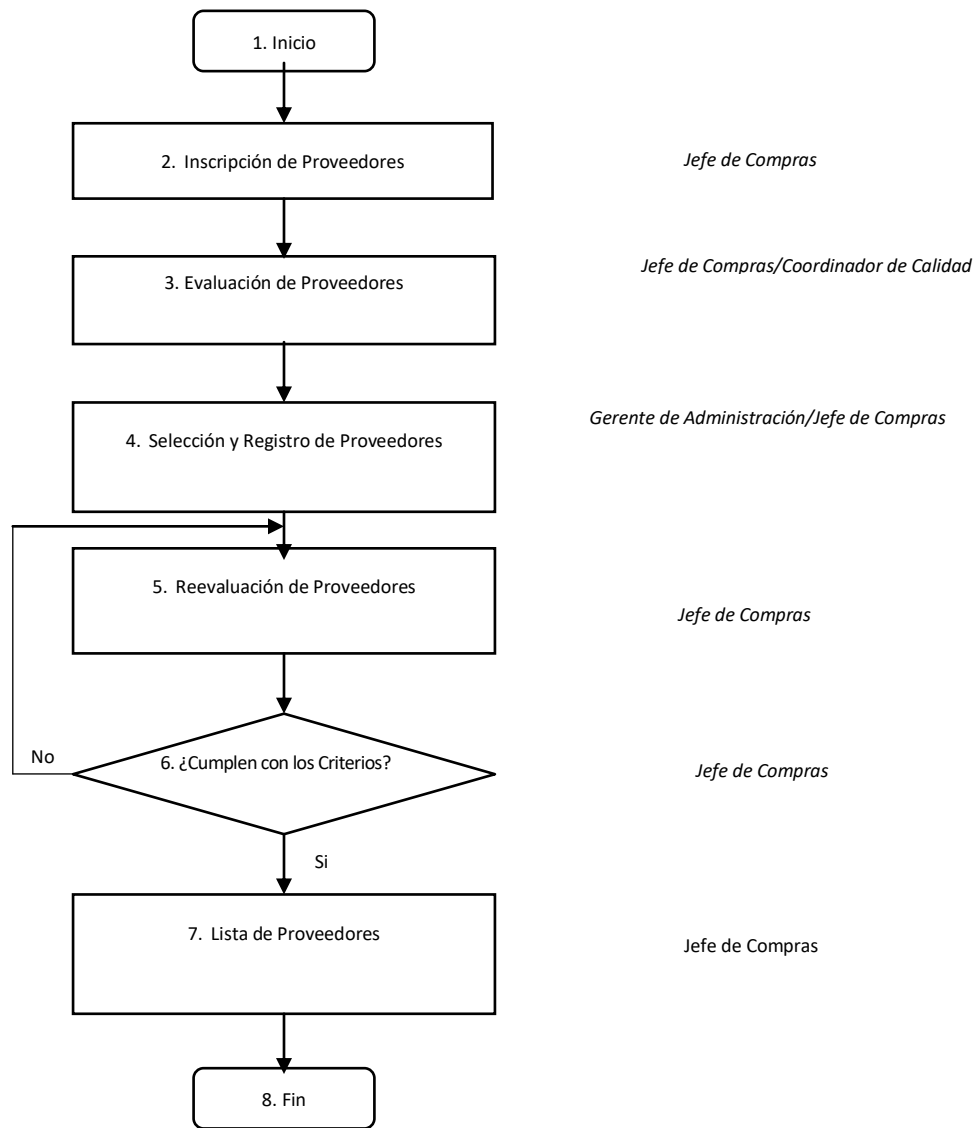 1. Inicio
2. Inscripción de Proveedores
Jefe de Compras
3. Evaluación de Proveedores
Jefe de Compras/Coordinador de Calidad
4. Selección y Registro de Proveedores
Gerente de Administración/Jefe de Compras
5. Reevaluación de Proveedores
Jefe de Compras
No
6. ¿Cumplen con los Criterios?
Jefe de Compras
Si
7. Lista de Proveedores
Jefe de Compras
8. Fin